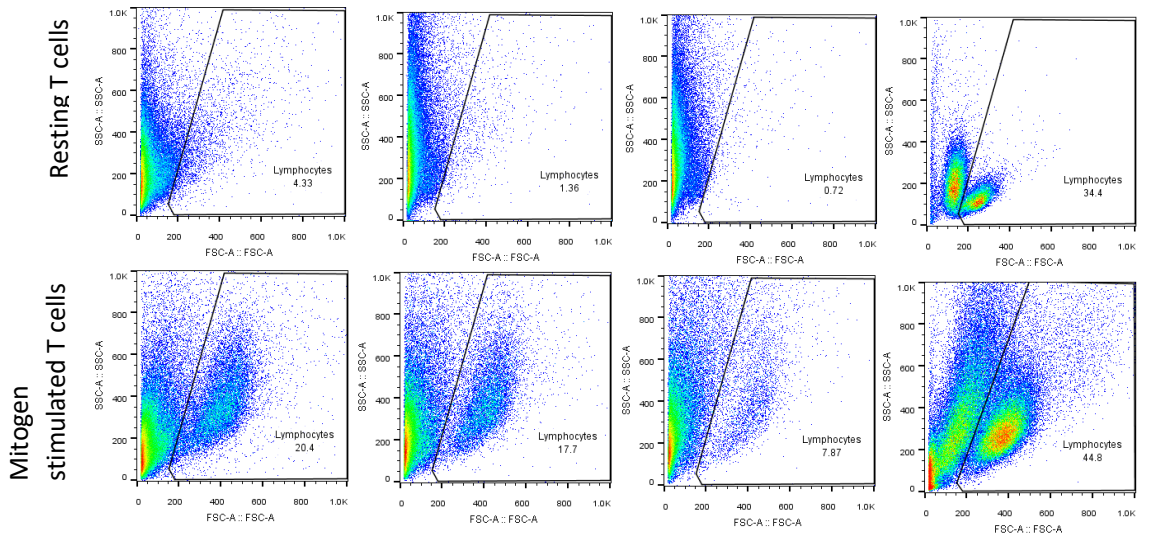 Resting T cells
SSC-A :: SSC-A
1.0K
800
600
400
200
0
Lymphocytes
4.33
0 200 400 600 800 1.0K
FSC-A :: FSC-A
SSC-A :: SSC-A
1.0K
800
600
400
200
0
Lymphocytes
1.36
0 200 400 600 800 1.0K
FSC-A :: FSC-A
SSC-A :: SSC-A
1.0K
800
600
400
200
0
Lymphocytes
0.72
0 200 400 600 800 1.0K
FSC-A :: FSC-A
SSC-A :: SSC-A
1.0K
800
600
400
200
0
Lymphocytes
34.4
0 200 400 600 800 1.0K
FSC-A :: FSC-A
Mitogen
stimulated T cells
SSC-A :: SSC-A
1.0K
800
600
400
200
0
Lymphocytes
20.4
0 200 400 600 800 1.0K
FSC-A :: FSC-A
SSC-A :: SSC-A
1.0K
800
600
400
200
0
Lymphocytes
17.7
0 200 400 600 800 1.0K
FSC-A :: FSC-A
SSC-A :: SSC-A
1.0K
800
600
400
200
0
Lymphocytes
7.87
0 200 400 600 800 1.0K
FSC-A :: FSC-A
SSC-A :: SSC-A
1.0K
800
600
400
200
0
Lymphocytes
44.8
0 200 400 600 800 1.0K
FSC-A :: FSC-A